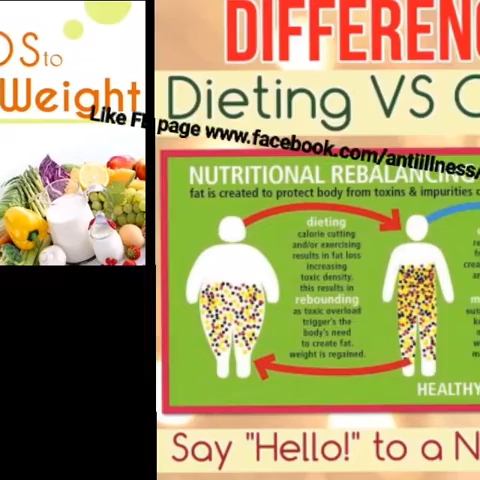 to
Weight
Like FB page www.facebook.com/antiillness/
DIFFEREN
Dieting VS
NUTRITIONAL REBALANCING
fat is created to protect body from toxins & impurities
dieting
calorie cutting
and/or exercising
results in fat loss
increasing
toxic density.
this results in
rebounding
as toxic overload
trigger's the
body's need
to create fat.
weight is regained.
HEALTHY
Say "Hello!" to a N